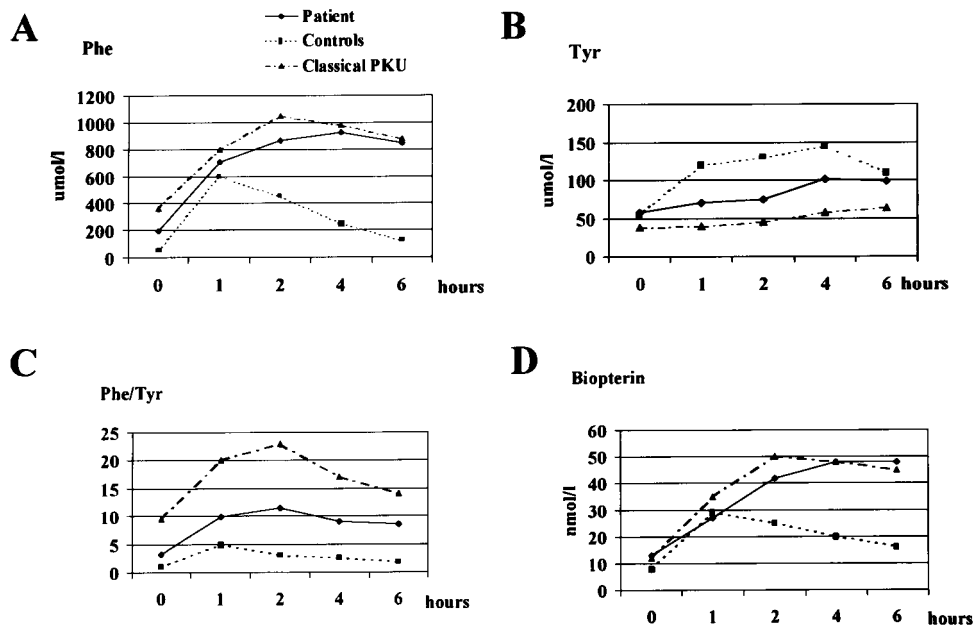 A
Phe
Patient
Controls
Classical PKU
1200
1000
800
600
400
200
0
umol/l
0 1 2 4 6 hours
B
Tyr
200
150
100
50
0
umol/l
0 1 2 4 6 hours
C
Phe/Tyr
25
20
15
10
5
0
0 1 2 4 6 hours
D
Biopterin
60
50
40
30
20
10
0
nmol/l
0 1 2 4 6 hours